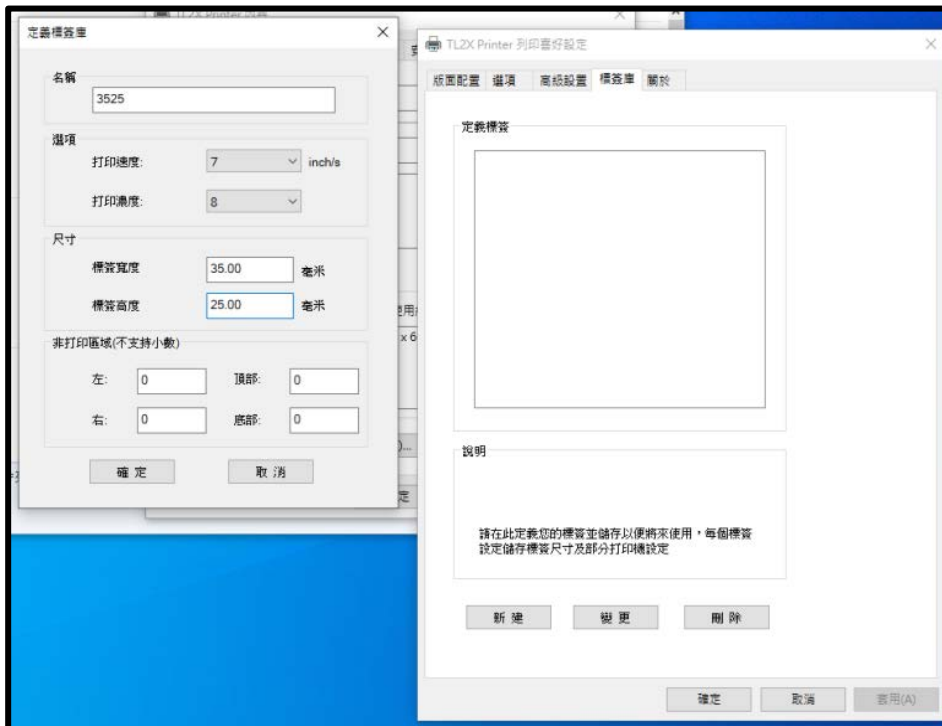 TL2X Printer
定義標簽庫
名稱
3525
選項
打印速度:
7
inch/s
打印濃度:
8
尺寸
標簽寬度
35.00
毫米
標簽高度
25.00
毫米
非打印區域(不支持小數)
左:
0
頂部:
0
右:
0
底部:
0
確定
取消
使用
x 6
)...
定
TL2X Printer 列印喜好設定
版面配置
選項
高級設置
標簽庫
關於
定義標簽
說明
請在此定義您的標簽並儲存以便將來使用，每個標簽
設定儲存標簽尺寸及部分打印機設定
新建
變更
刪除
確定
取消
套用(A)